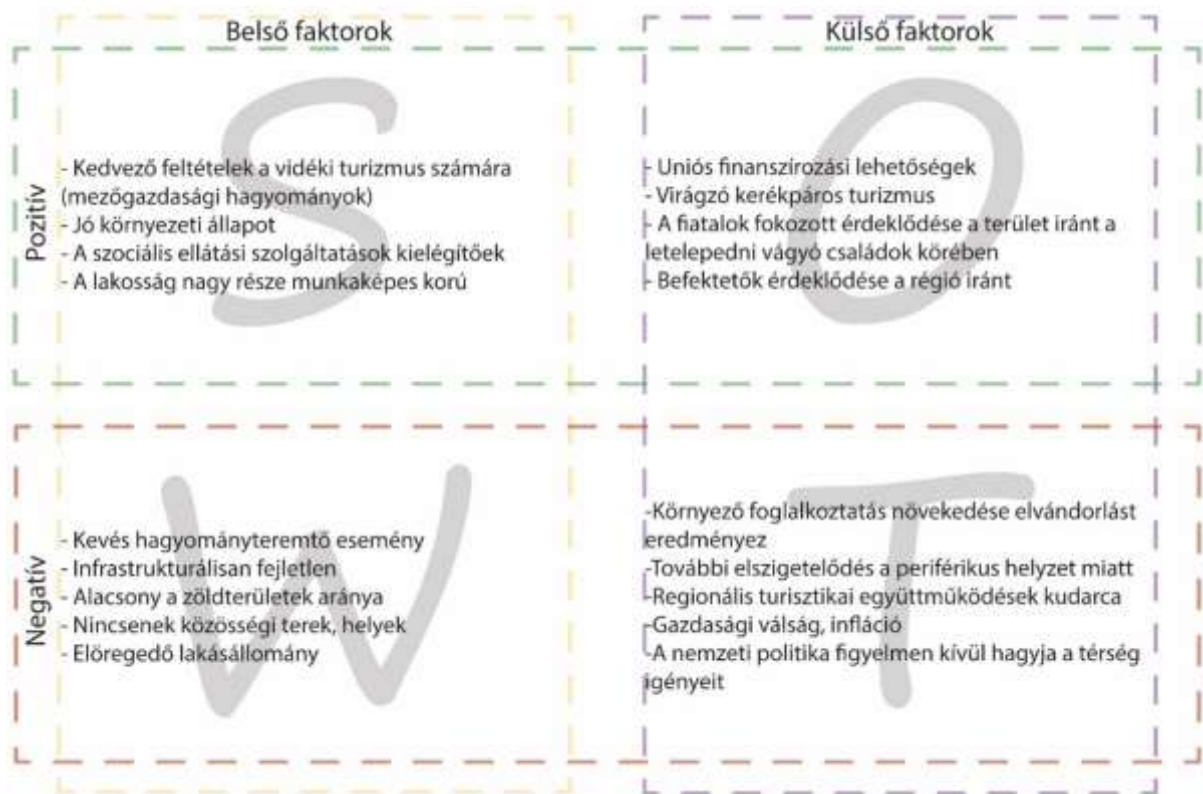 Belső faktorok
Külső faktorok
Pozitív
S
- Kedvező feltételek a vidéki turizmus számára
(mezőgazdasági hagyományok)
- Jó környezeti állapot
- A szociális ellátási szolgáltatások kielégítőek
- A lakosság nagy része munkaképes korú
O
- Uniós finanszírozási lehetőségek
- Virágzó kerékpáros turizmus
- A fiatalok fokozott érdeklődése a terület iránt a
letelepedni vágyó családok körében
- Befektetők érdeklődése a régió iránt
Negatív
W
- Kevés hagyományteremtő esemény
- Infrastrukturálisan fejletlen
- Alacsony a zöldterületek aránya
- Nincsenek közösségi terek, helyek
- Elöregedő lakásállomány
T
-Környező foglalkoztatás növekedése elvándorlást
eredményez
-További elszigetelődés a periférikus helyzet miatt
-Regionális turisztikai együttműködések kudarca
-Gazdasági válság, infláció
-A nemzeti politika figyelmen kívül hagyja a térség
igényeit